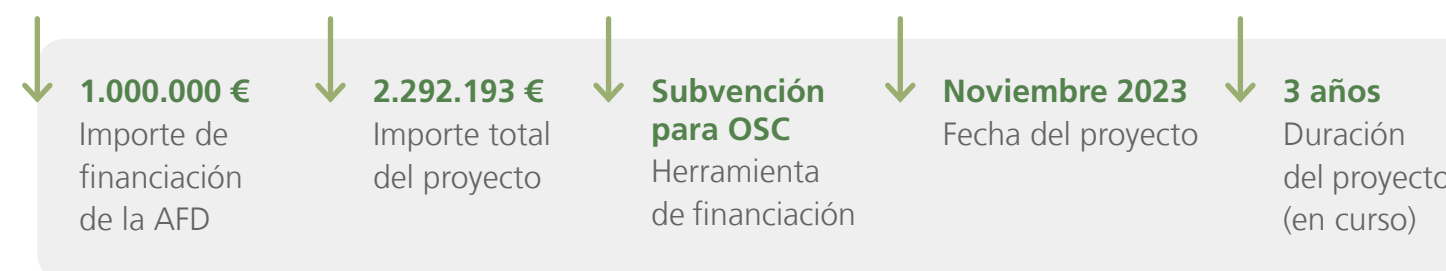 1.000.000 €
Importe de
financiación
de la AFD
2.292.193 €
Importe total
del proyecto
Subvención
para OSC
Herramienta
de financiación
Noviembre 2023
Fecha del proyecto
3 años
Duración
del proyecto
(en curso)